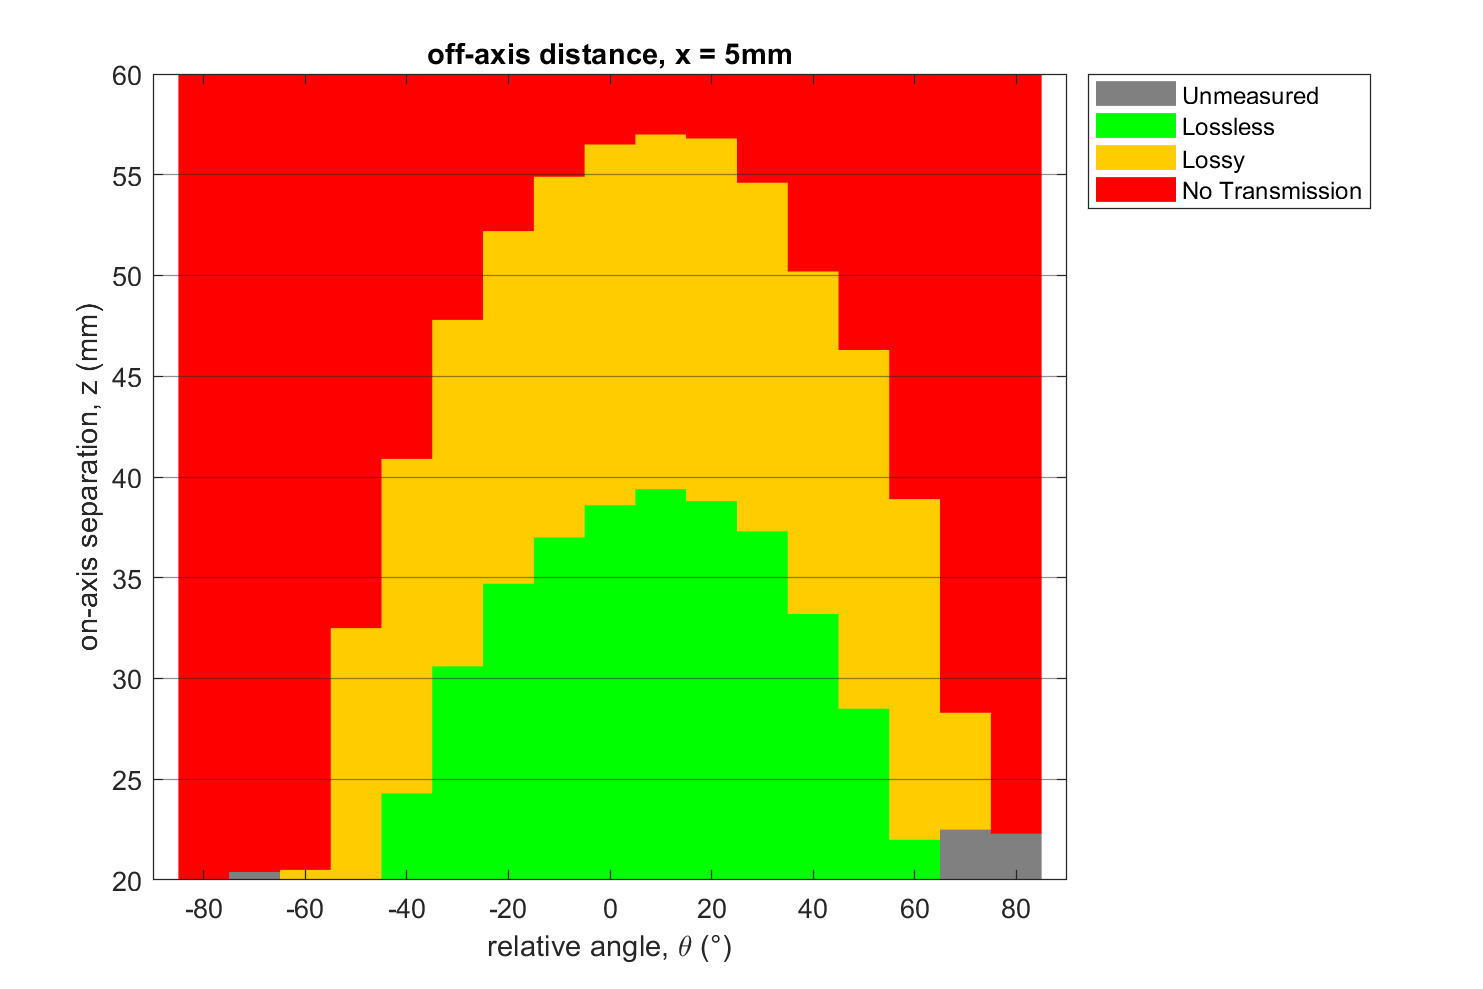 off-axis distance, x = 5mm
60
55
50
45
40
35
30
25
20
on-axis separation, z (mm)
-80 -60 -40 -20 0 20 40 60 80
relative angle, θ (°)
Unmeasured
Lossless
Lossy
No Transmission